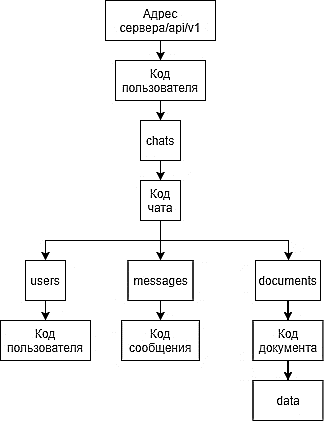 Адрес
сервера/api/v1
Код
пользователя
chats
Код
чата
users
messages
documents
Код
пользователя
Код
сообщения
Код
документа
data